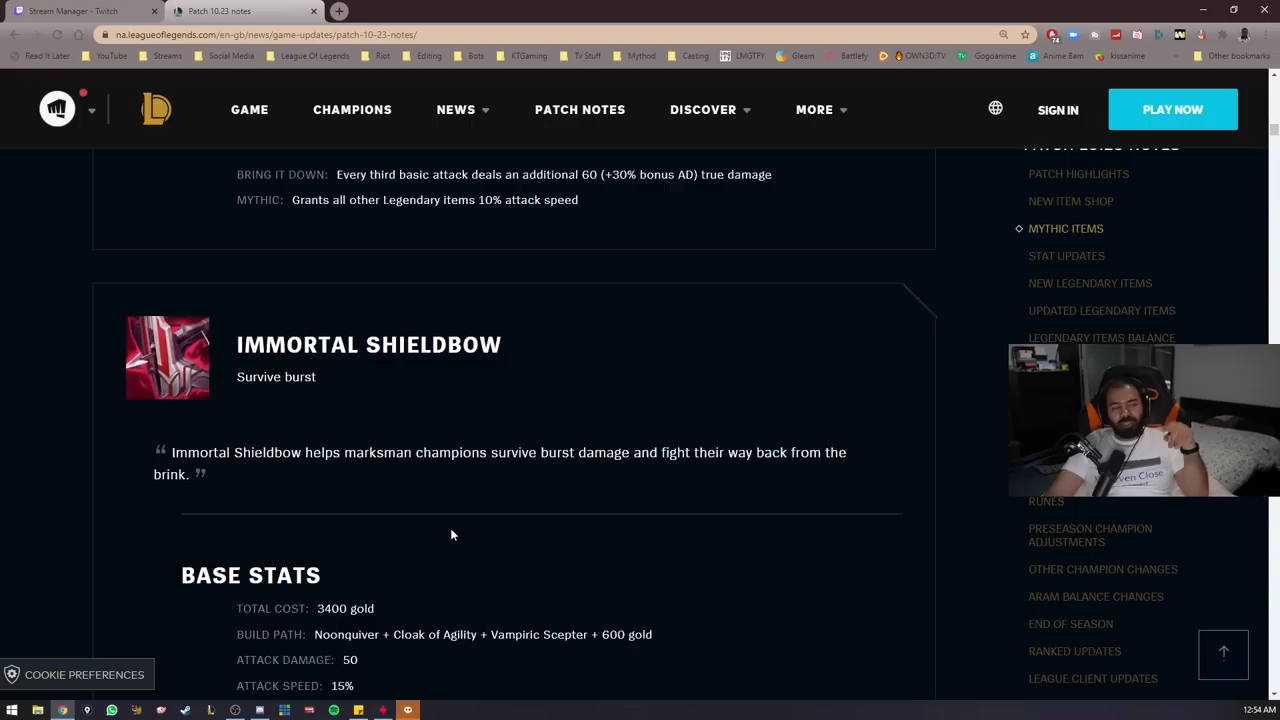 Stream Manager - Twitch
Patch 10.23 notes
na.leagueoflegends.com/en-gb/news/game-updates/patch-10-23-notes/
74
Read It Later
YouTube
Streams
Social Media
League Of Legends
Riot
Editing
Bots
KTGaming
Tv Stuff
Mythod
Casting
LMGTFY
Gleam
Battlefy
OWN3D:TV
Gogoanime
Anime Bam
kissanime
Other bookmarks
GAME
CHAMPIONS
NEWS
PATCH NOTES
DISCOVER
MORE
SIGN IN
PLAY NOW
BRING IT DOWN: Every third basic attack deals an additional 60 (+30% bonus AD) true damage
MYTHIC: Grants all other Legendary items 10% attack speed
IMMORTAL SHIELDBOW
Survive burst
“ Immortal Shieldbow helps marksman champions survive burst damage and fight their way back from the
brink. ”
BASE STATS
TOTAL COST: 3400 gold
BUILD PATH: Noonquiver + Cloak of Agility + Vampiric Scepter + 600 gold
ATTACK DAMAGE: 50
ATTACK SPEED: 15%
COOKIE PREFERENCES
PATCH 10.23 NOTES
PATCH HIGHLIGHTS
NEW ITEM SHOP
MYTHIC ITEMS
STAT UPDATES
NEW LEGENDARY ITEMS
UPDATED LEGENDARY ITEMS
LEGENDARY ITEMS BALANCE
RUNES
PRESEASON CHAMPION
ADJUSTMENTS
OTHER CHAMPION CHANGES
ARAM BALANCE CHANGES
END OF SEASON
RANKED UPDATES
LEAGUE CLIENT UPDATES
12:54 AM